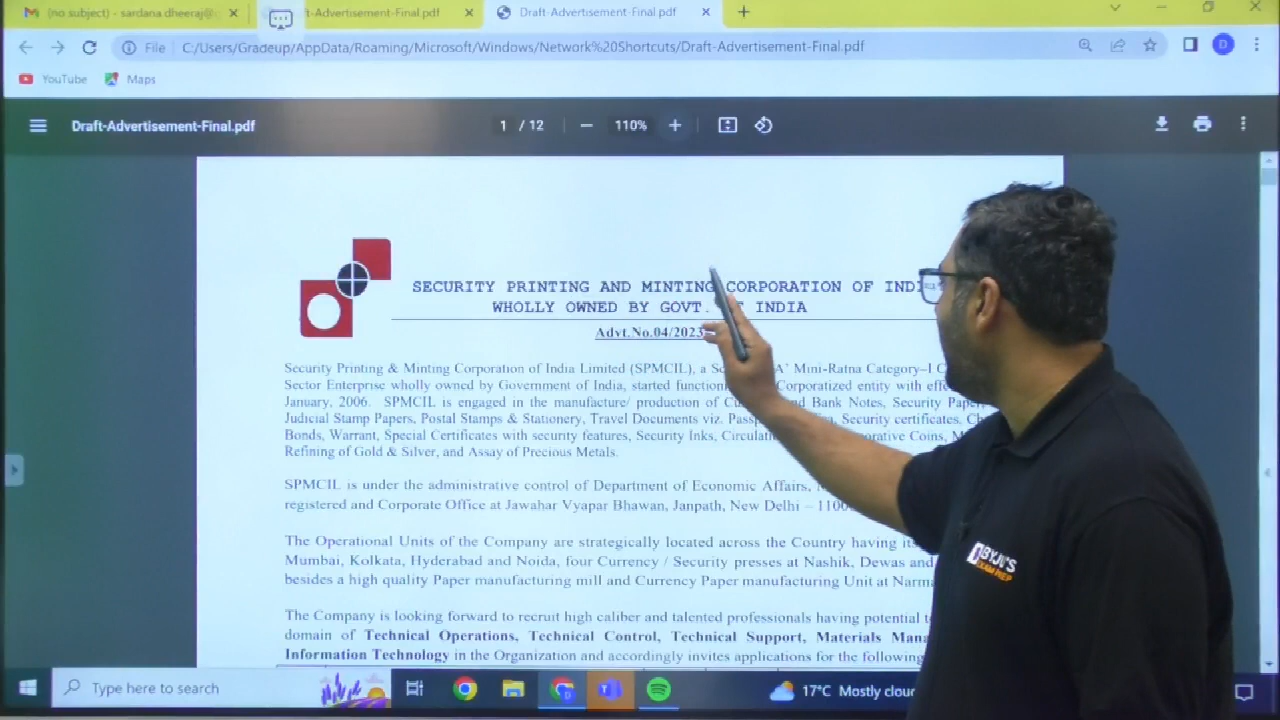 (no subject) - sardana.dheeraj@
t-Advertisement-Final.pdf
Draft-Advertisement-Final.pdf
File
C:/Users/Gradeup/AppData/Roaming/Microsoft/Windows/Network%20Shortcuts/Draft-Advertisement-Final.pdf
D
YouTube
Maps
Draft-Advertisement-Final.pdf
1 / 12
110%
SECURITY PRINTING AND MINTING CORPORATION OF INDI
WHOLLY OWNED BY GOVT. INDIA
Advt.No.04/2023
Security Printing & Minting Corporation of India Limited (SPMCIL), a A' Mini-Ratna Category–I C
Sector Enterprise wholly owned by Government of India, started function Corporatized entity with effe
January, 2006. SPMCIL is engaged in the manufacture/ production of Cu nd Bank Notes, Security Paper,
Judicial Stamp Papers, Postal Stamps & Stationery, Travel Documents viz. Passp Security certificates. Ch
Bonds, Warrant, Special Certificates with security features, Security Inks, Circulati orative Coins, M
Refining of Gold & Silver, and Assay of Precious Metals.
SPMCIL is under the administrative control of Department of Economic Affairs,
registered and Corporate Office at Jawahar Vyapar Bhawan, Janpath, New Delhi – 1100
The Operational Units of the Company are strategically located across the Country having its
Mumbai, Kolkata, Hyderabad and Noida, four Currency / Security presses at Nashik, Dewas and
besides a high quality Paper manufacturing mill and Currency Paper manufacturing Unit at Narma
The Company is looking forward to recruit high caliber and talented professionals having potential t
domain of Technical Operations, Technical Control, Technical Support, Materials Mana
Information Technology in the Organization and accordingly invites applications for the following
BYJU'S
EXAM PREP
Type here to search
17°C Mostly clou